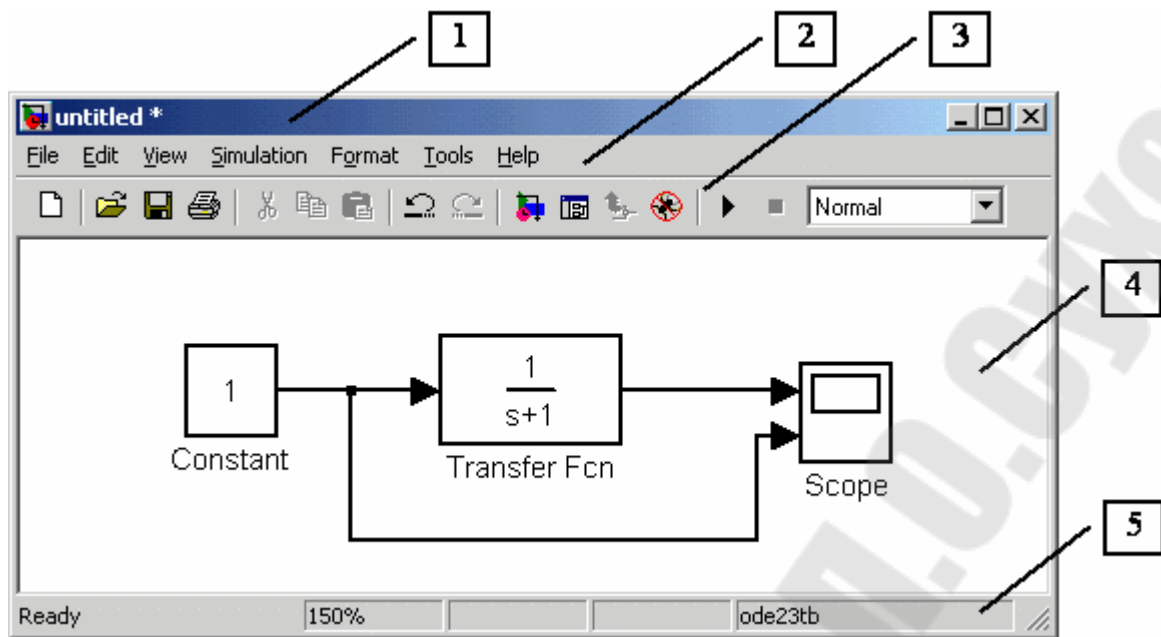 1 2 3
untitled *
File Edit View Simulation Format Tools Help
Normal
4
1
1
s+1
Constant
Transfer Fcn
Scope
5
Ready 150% ode23tb